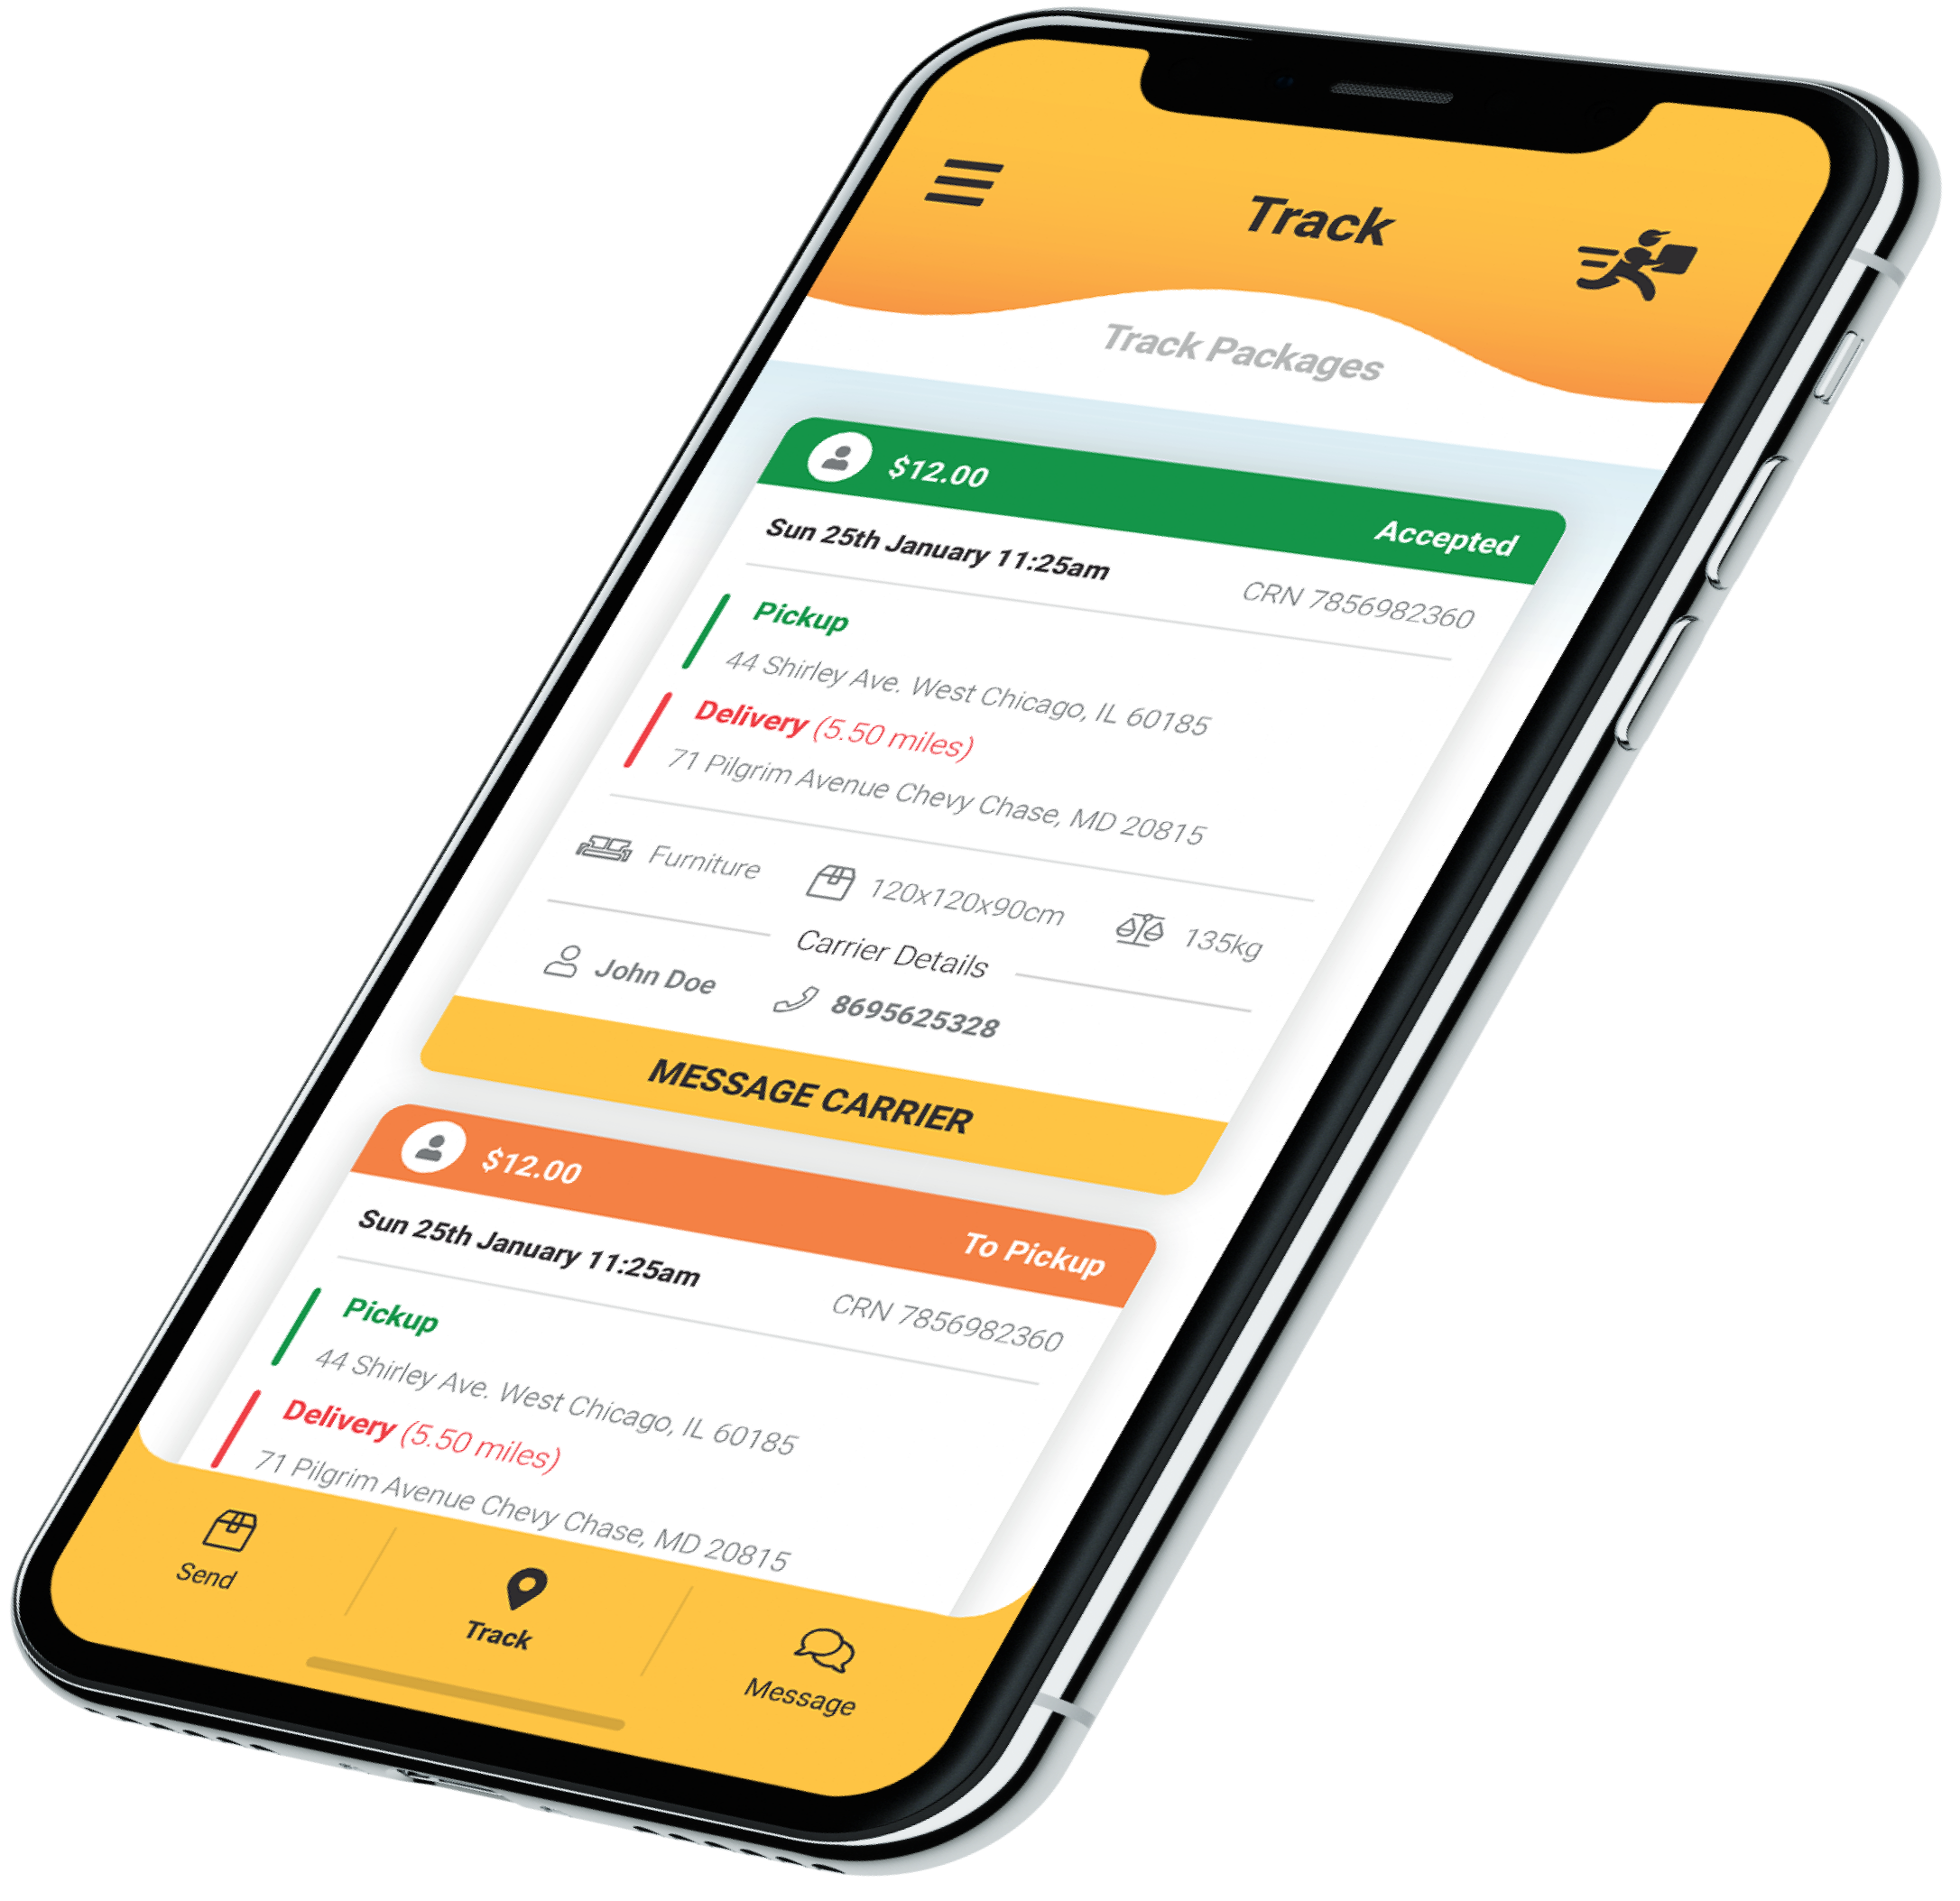 Track
Track Packages
$12.00 Accepted
Sun 25th January 11:25am CRN 7856982360
Pickup
44 Shirley Ave. West Chicago, IL 60185
Delivery (5.50 miles)
71 Pilgrim Avenue Chevy Chase, MD 20815
Furniture 120x120x90cm 135kg
Carrier Details
John Doe 8695625328
MESSAGE CARRIER
$12.00 To Pickup
Sun 25th January 11:25am CRN 7856982360
Pickup
44 Shirley Ave. West Chicago, IL 60185
Delivery (5.50 miles)
71 Pilgrim Avenue Chevy Chase, MD 20815
Send Track Message